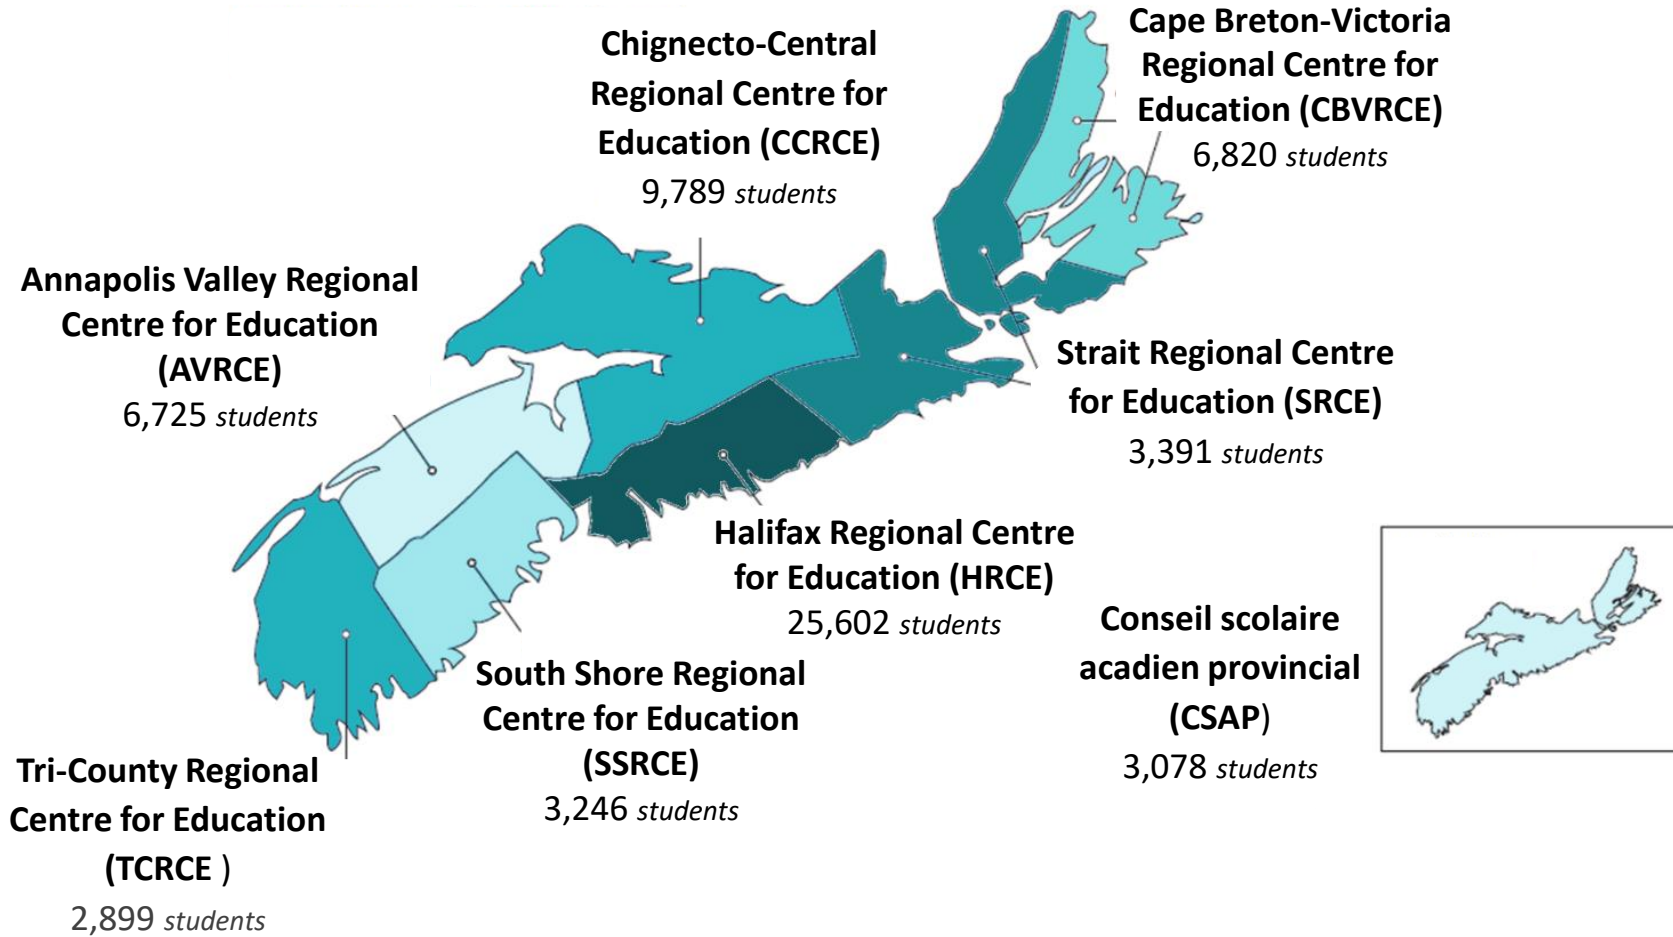 Chignecto-Central
Regional Centre for
Education (CCRCE)
9,789 students
Cape Breton-Victoria
Regional Centre for
Education (CBVRCE)
6,820 students
Annapolis Valley Regional
Centre for Education
(AVRCE)
6,725 students
Strait Regional Centre
for Education (SRCE)
3,391 students
Halifax Regional Centre
for Education (HRCE)
25,602 students
Conseil scolaire
acadien provincial
(CSAP)
3,078 students
South Shore Regional
Centre for Education
(SSRCE)
3,246 students
Tri-County Regional
Centre for Education
(TCRCE )
2,899 students